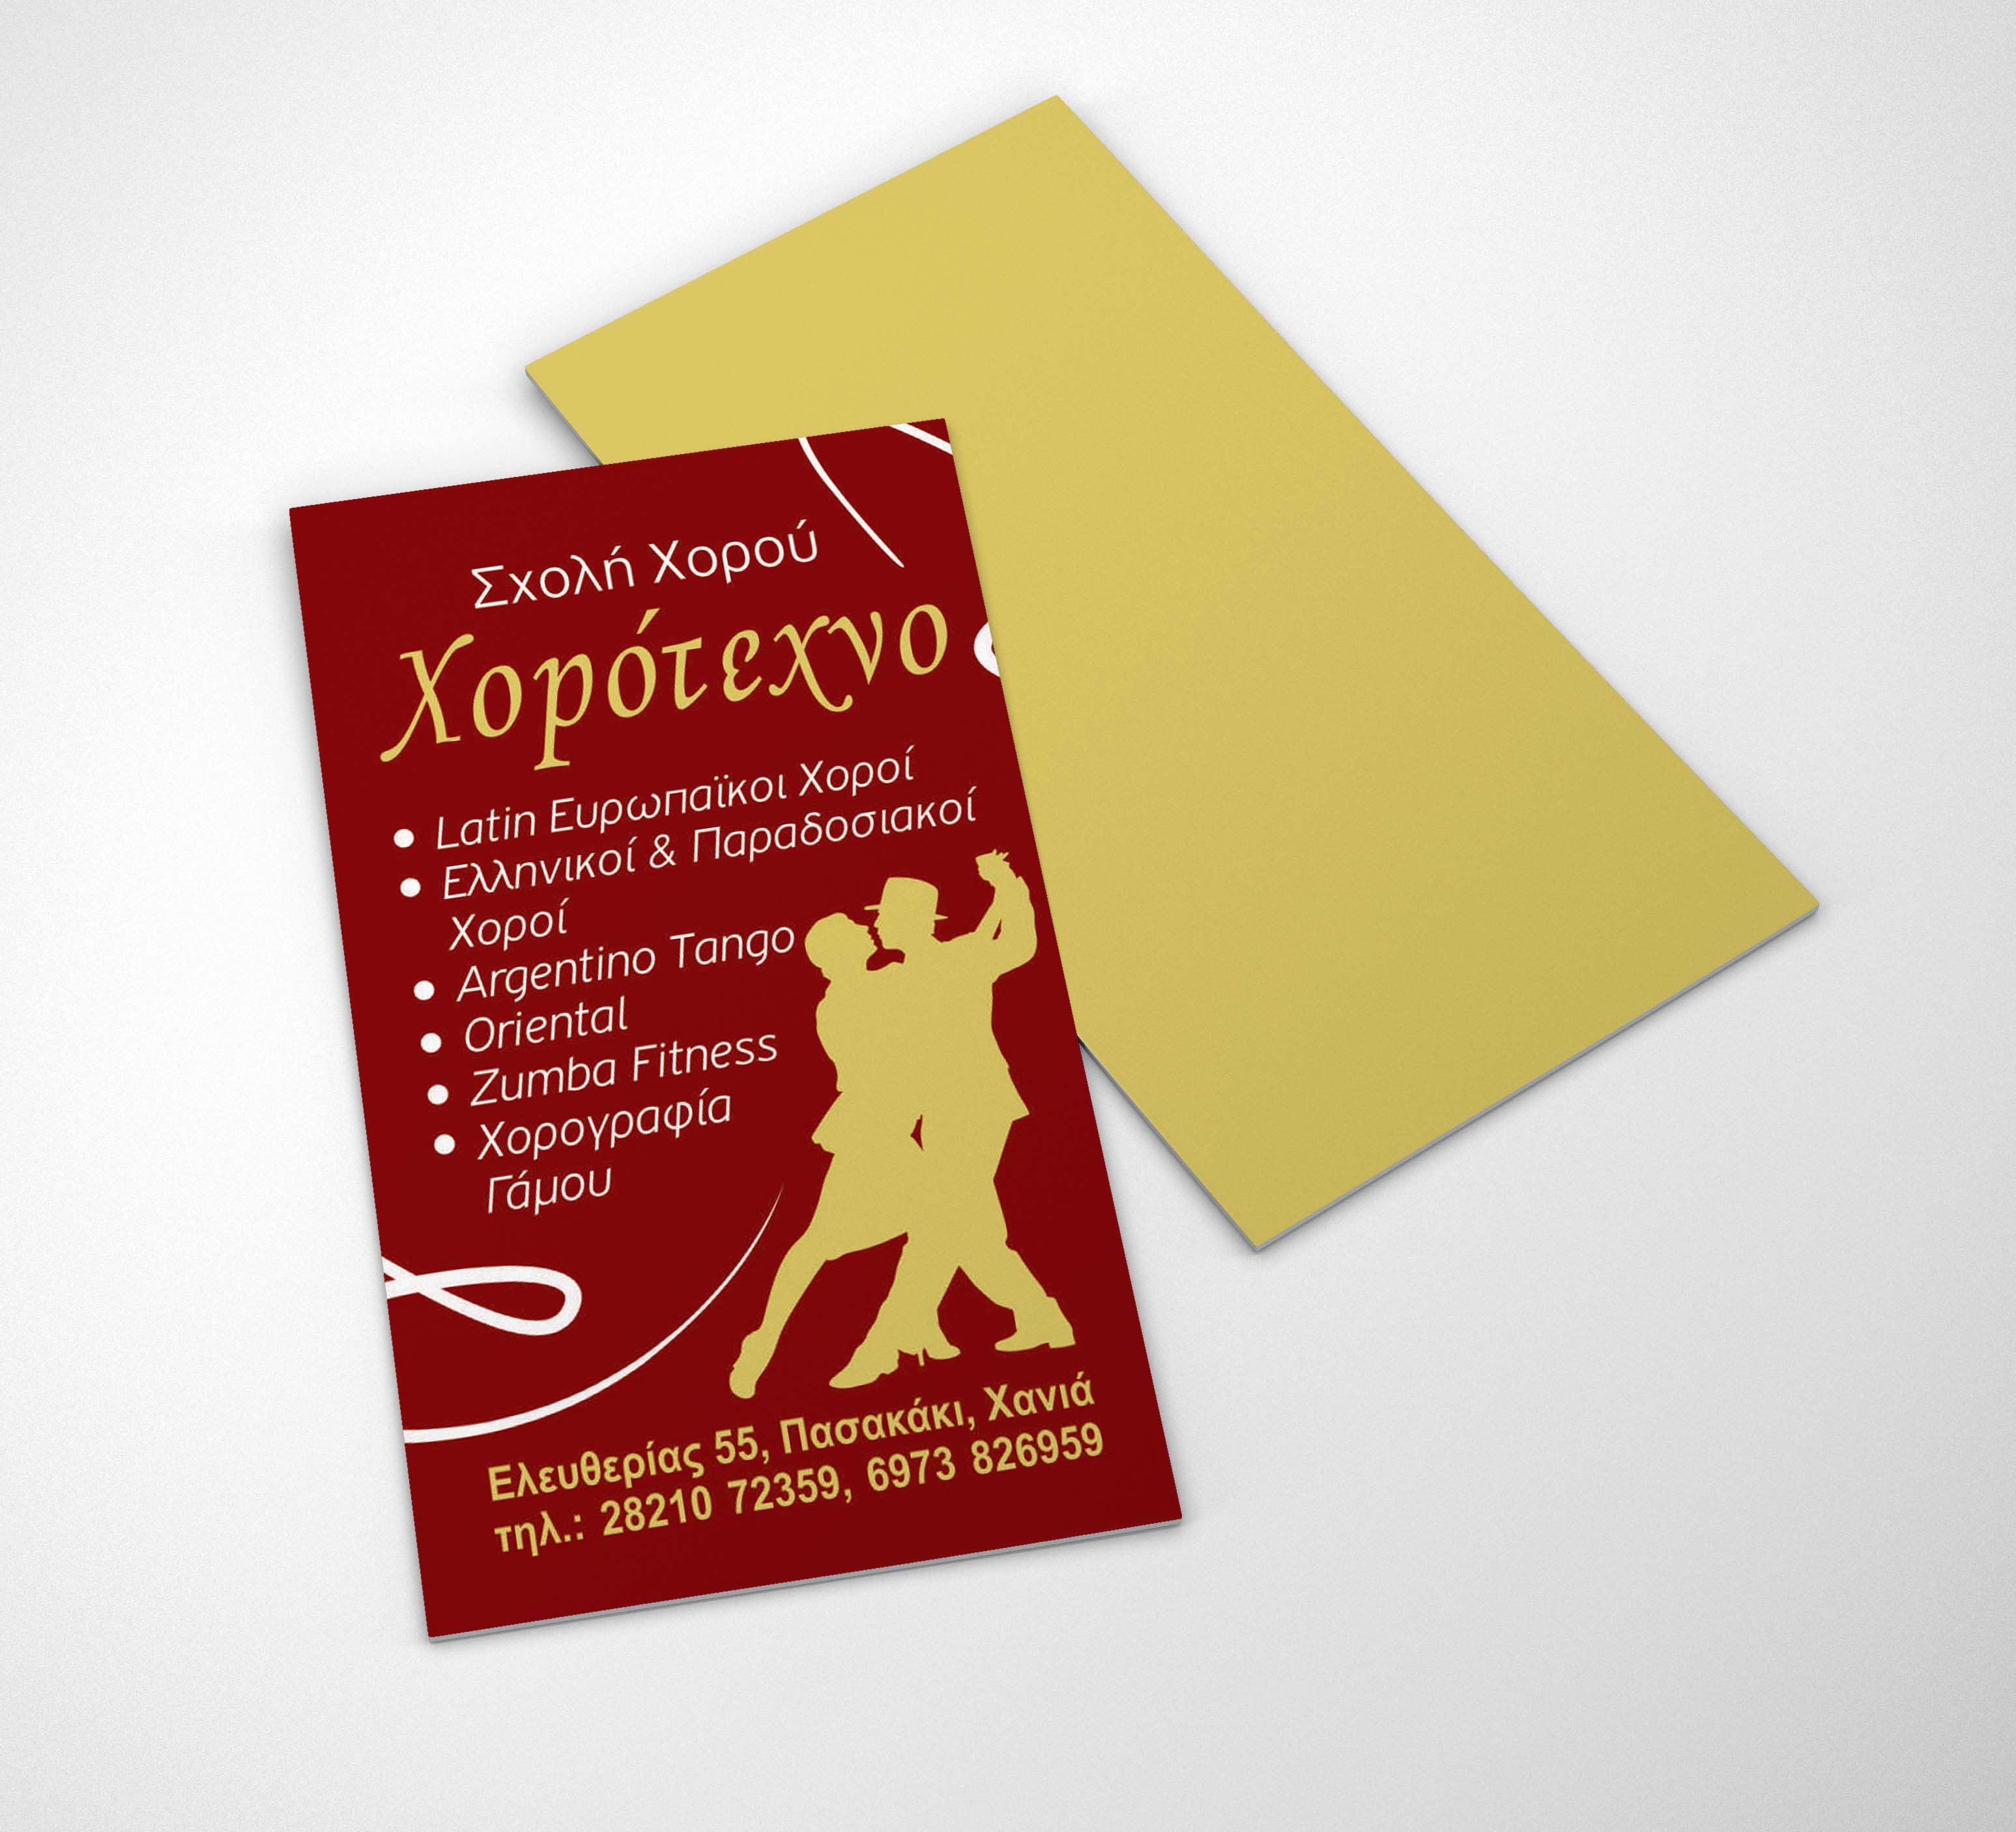 Σχολή Χορού
Χορότεχνο
• Latin Ευρωπαϊκοι Χοροί
• Ελληνικοί & Παραδοσιακοί
Χοροί
• Argentino Tango
• Oriental
• Zumba Fitness
• Χορογραφία
Γάμου
Ελευθερίας 55, Πασακάκι, Χανιά
τηλ.: 28210 72359, 6973 826959